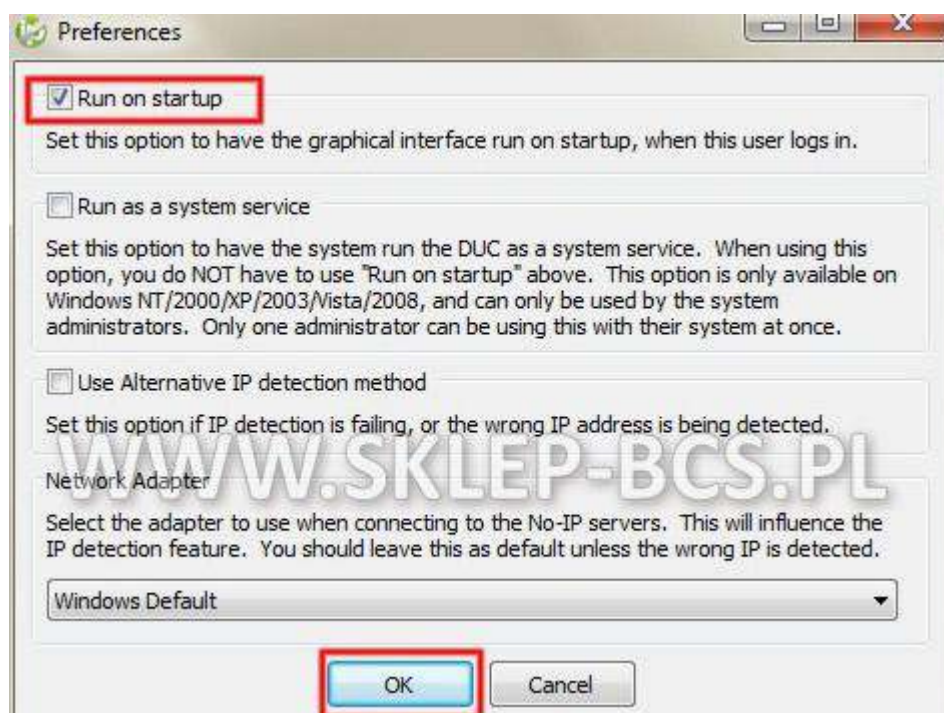 Preferences
Run on startup
Set this option to have the graphical interface run on startup, when this user logs in.
Run as a system service
Set this option to have the system run the DUC as a system service.  When using this
option, you do NOT have to use "Run on startup" above.  This option is only available on
Windows NT/2000/XP/2003/Vista/2008, and can only be used by the system
administrators.  Only one administrator can be using this with their system at once.
Use Alternative IP detection method
Set this option if IP detection is failing, or the wrong IP address is being detected.
WWW.SKLEP-BCS.PL
Network Adapter
Select the adapter to use when connecting to the No-IP servers.  This will influence the
IP detection feature.  You should leave this as default unless the wrong IP is detected.
Windows Default
OK
Cancel